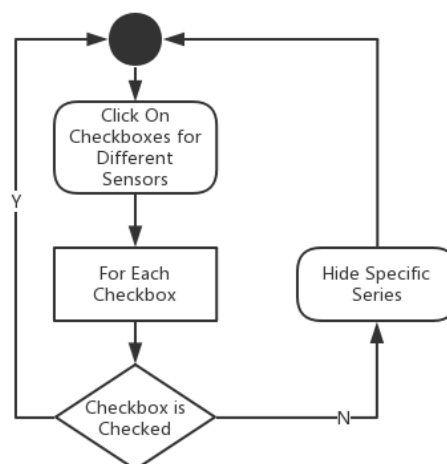 Click On
Checkboxes for
Different
Sensors
Y
For Each
Checkbox
Hide Specific
Series
Checkbox is
Checked
N